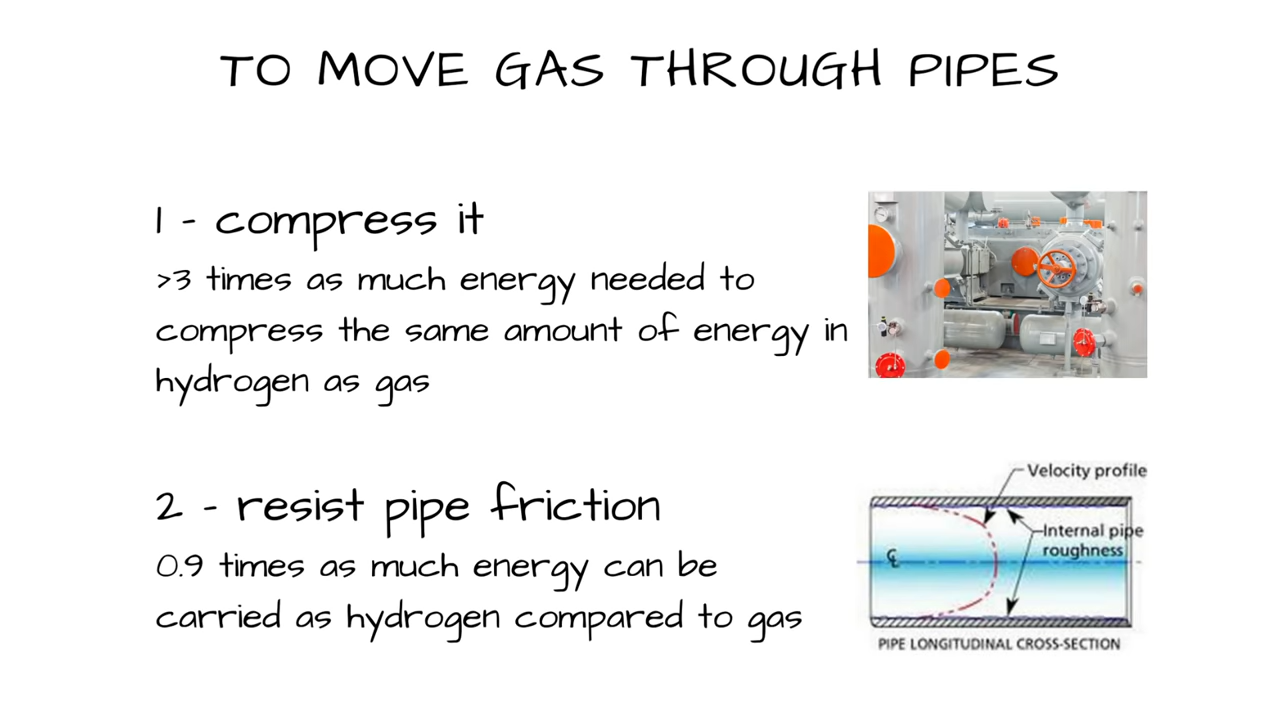 TO MOVE GAS THROUGH PIPES
1 - compress it
>3 times as much energy needed to
compress the same amount of energy in
hydrogen as gas
2 - resist pipe friction
0.9 times as much energy can be
carried as hydrogen compared to gas
Velocity profile
Internal pipe
roughness
℄
PIPE LONGITUDINAL CROSS-SECTION